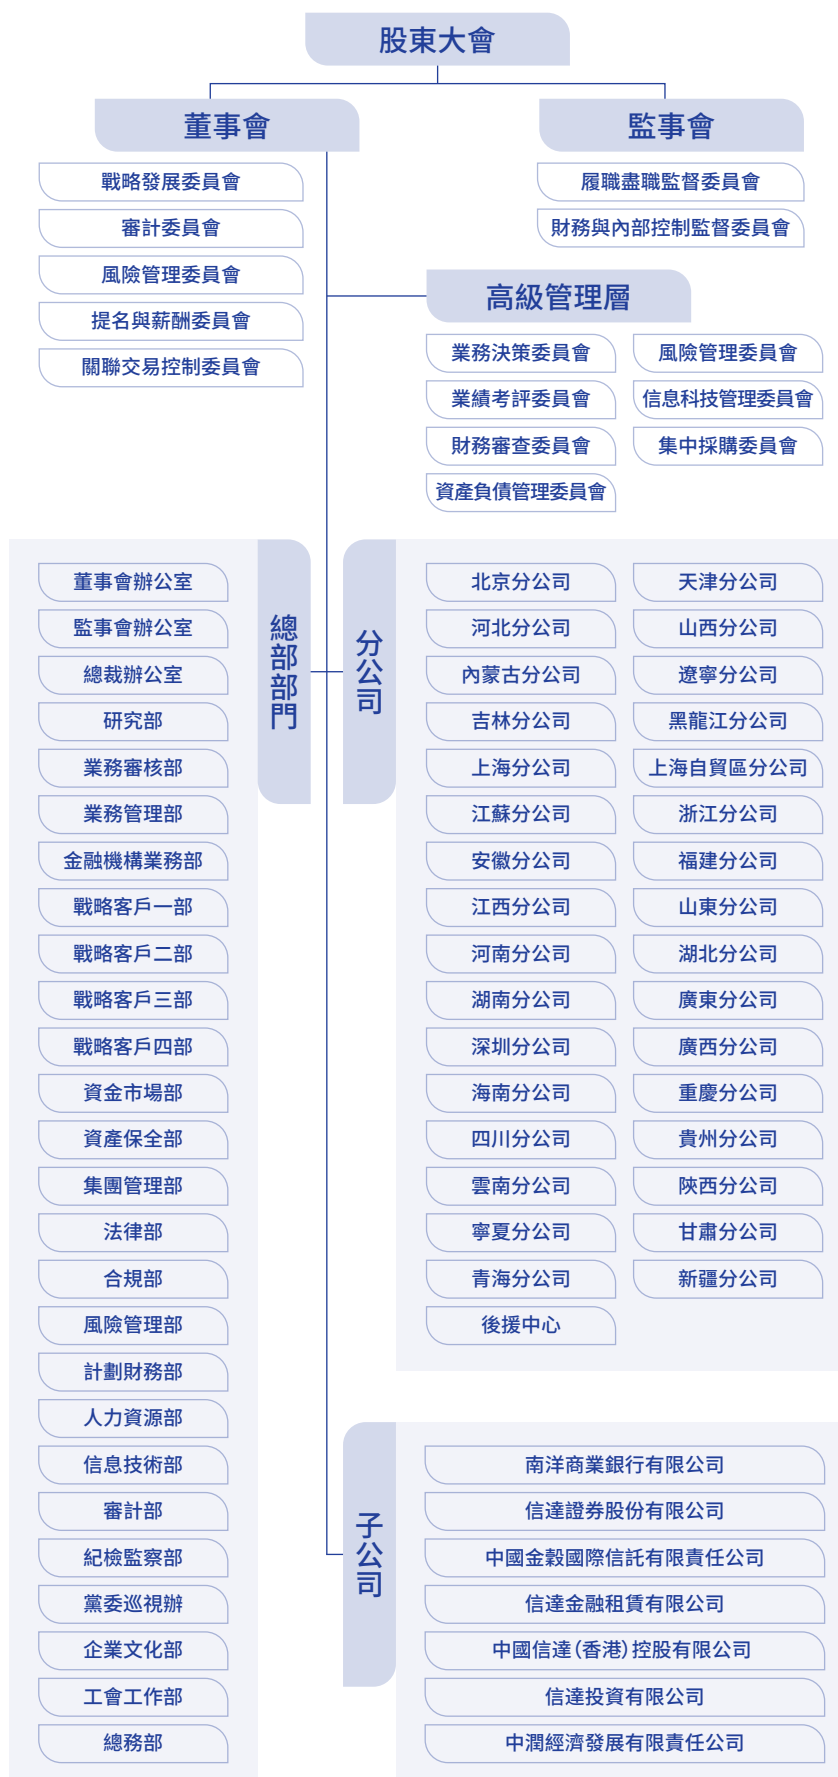 股東大會
董事會
監事會
戰略發展委員會
審計委員會
風險管理委員會
提名與薪酬委員會
關聯交易控制委員會
履職盡職監督委員會
財務與內部控制監督委員會
高級管理層
業務決策委員會
風險管理委員會
業績考評委員會
信息科技管理委員會
財務審查委員會
集中採購委員會
資產負債管理委員會
總部部門
董事會辦公室
監事會辦公室
總裁辦公室
研究部
業務審核部
業務管理部
金融機構業務部
戰略客戶一部
戰略客戶二部
戰略客戶三部
戰略客戶四部
資金市場部
資產保全部
集團管理部
法律部
合規部
風險管理部
計劃財務部
人力資源部
信息技術部
審計部
紀檢監察部
黨委巡視辦
企業文化部
工會工作部
總務部
分公司
北京分公司
天津分公司
河北分公司
山西分公司
內蒙古分公司
遼寧分公司
吉林分公司
黑龍江分公司
上海分公司
上海自貿區分公司
江蘇分公司
浙江分公司
安徽分公司
福建分公司
江西分公司
山東分公司
河南分公司
湖北分公司
湖南分公司
廣東分公司
深圳分公司
廣西分公司
海南分公司
重慶分公司
四川分公司
貴州分公司
雲南分公司
陝西分公司
寧夏分公司
甘肅分公司
青海分公司
新疆分公司
後援中心
子公司
南洋商業銀行有限公司
信達證券股份有限公司
中國金穀國際信託有限責任公司
信達金融租賃有限公司
中國信達(香港)控股有限公司
信達投資有限公司
中潤經濟發展有限責任公司